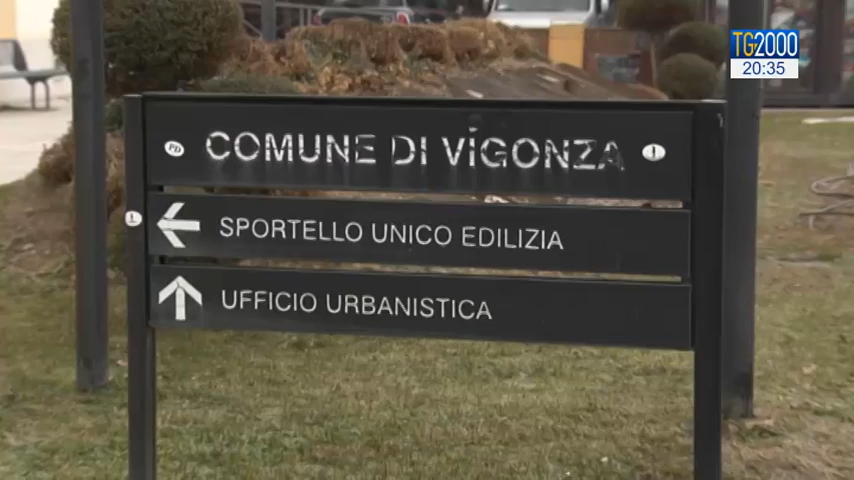 TG2000
20:35
COMUNE DI VIGONZA
SPORTELLO UNICO EDILIZIA
UFFICIO URBANISTICA